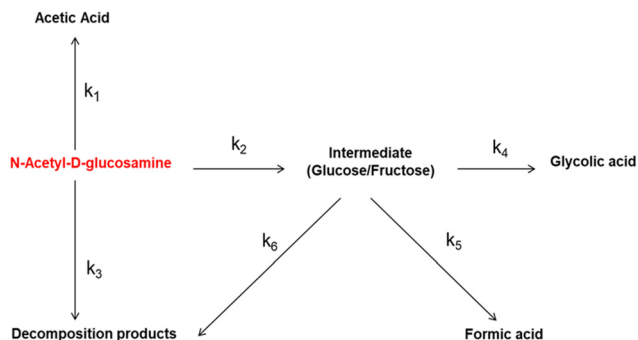 Acetic Acid
k1
N-Acetyl-D-glucosamine
k2
Intermediate
(Glucose/Fructose)
k4
Glycolic acid
k3
k6
k5
Decomposition products
Formic acid